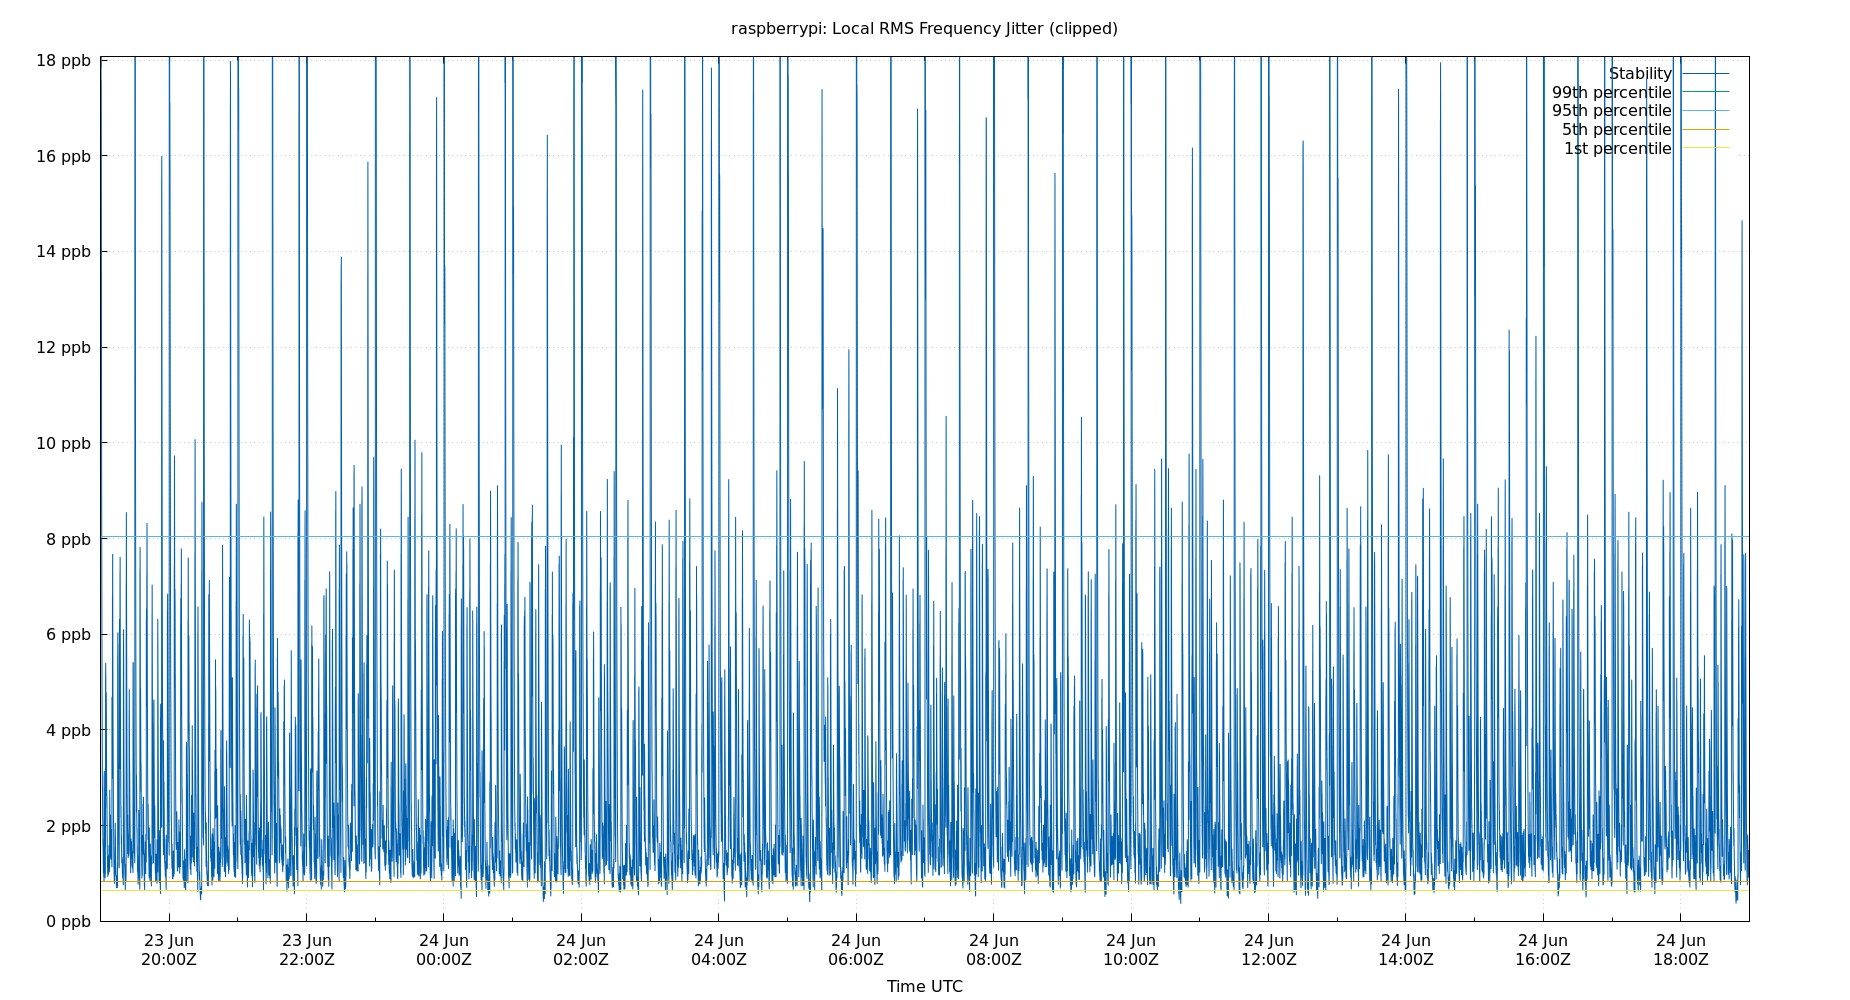 raspberrypi: Local RMS Frequency Jitter (clipped)
18 ppb
16 ppb
14 ppb
12 ppb
10 ppb
8 ppb
6 ppb
4 ppb
2 ppb
0 ppb
Stability
99th percentile
95th percentile
5th percentile
1st percentile
23 Jun 23 Jun 24 Jun 24 Jun 24 Jun 24 Jun 24 Jun 24 Jun 24 Jun 24 Jun 24 Jun 24 Jun
20:00Z 22:00Z 00:00Z 02:00Z 04:00Z 06:00Z 08:00Z 10:00Z 12:00Z 14:00Z 16:00Z 18:00Z
Time UTC